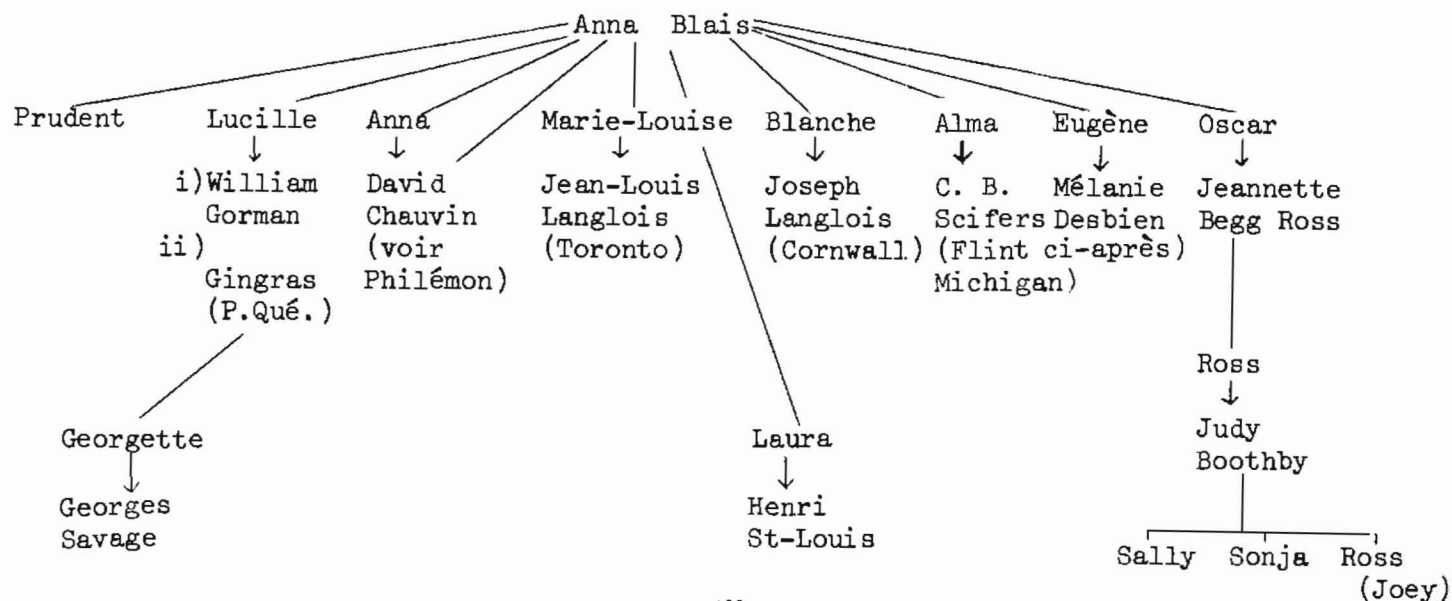 Anna Blais
Prudent Lucille Anna Marie-Louise Blanche Alma Eugène Oscar
i) William Gorman
ii) Gingras
(P.Qué.)
David
Chauvin
(voir
Philémon)
Jean-Louis
Langlois
(Toronto)
Joseph
Langlois
(Cornwall)
C. B.
Scifers
(Flint
Michigan)
Mélanie
Desbien
ci-après)
Jeannette
Begg Ross
Ross
Judy
Boothby
Georgette
Georges
Savage
Laura
Henri
St-Louis
Sally Sonja Ross
(Joey)